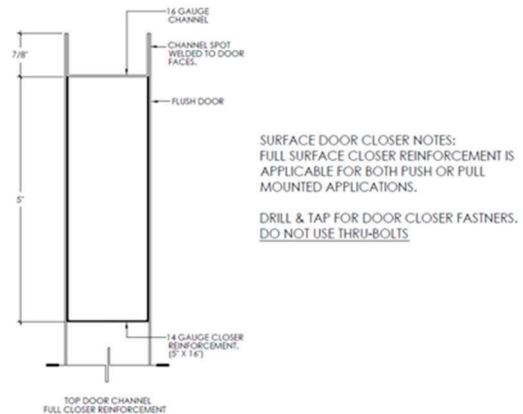 16 GAUGE
CHANNEL
CHANNEL SPOT
WELDED TO DOOR
FACES.
7/8"
FLUSH DOOR
5"
14 GAUGE CLOSER
REINFORCEMENT.
(5" X 16")
TOP DOOR CHANNEL
FULL CLOSER REINFORCEMENT
SURFACE DOOR CLOSER NOTES:
FULL SURFACE CLOSER REINFORCEMENT IS
APPLICABLE FOR BOTH PUSH OR PULL
MOUNTED APPLICATIONS.
DRILL & TAP FOR DOOR CLOSER FASTNERS.
DO NOT USE THRU-BOLTS